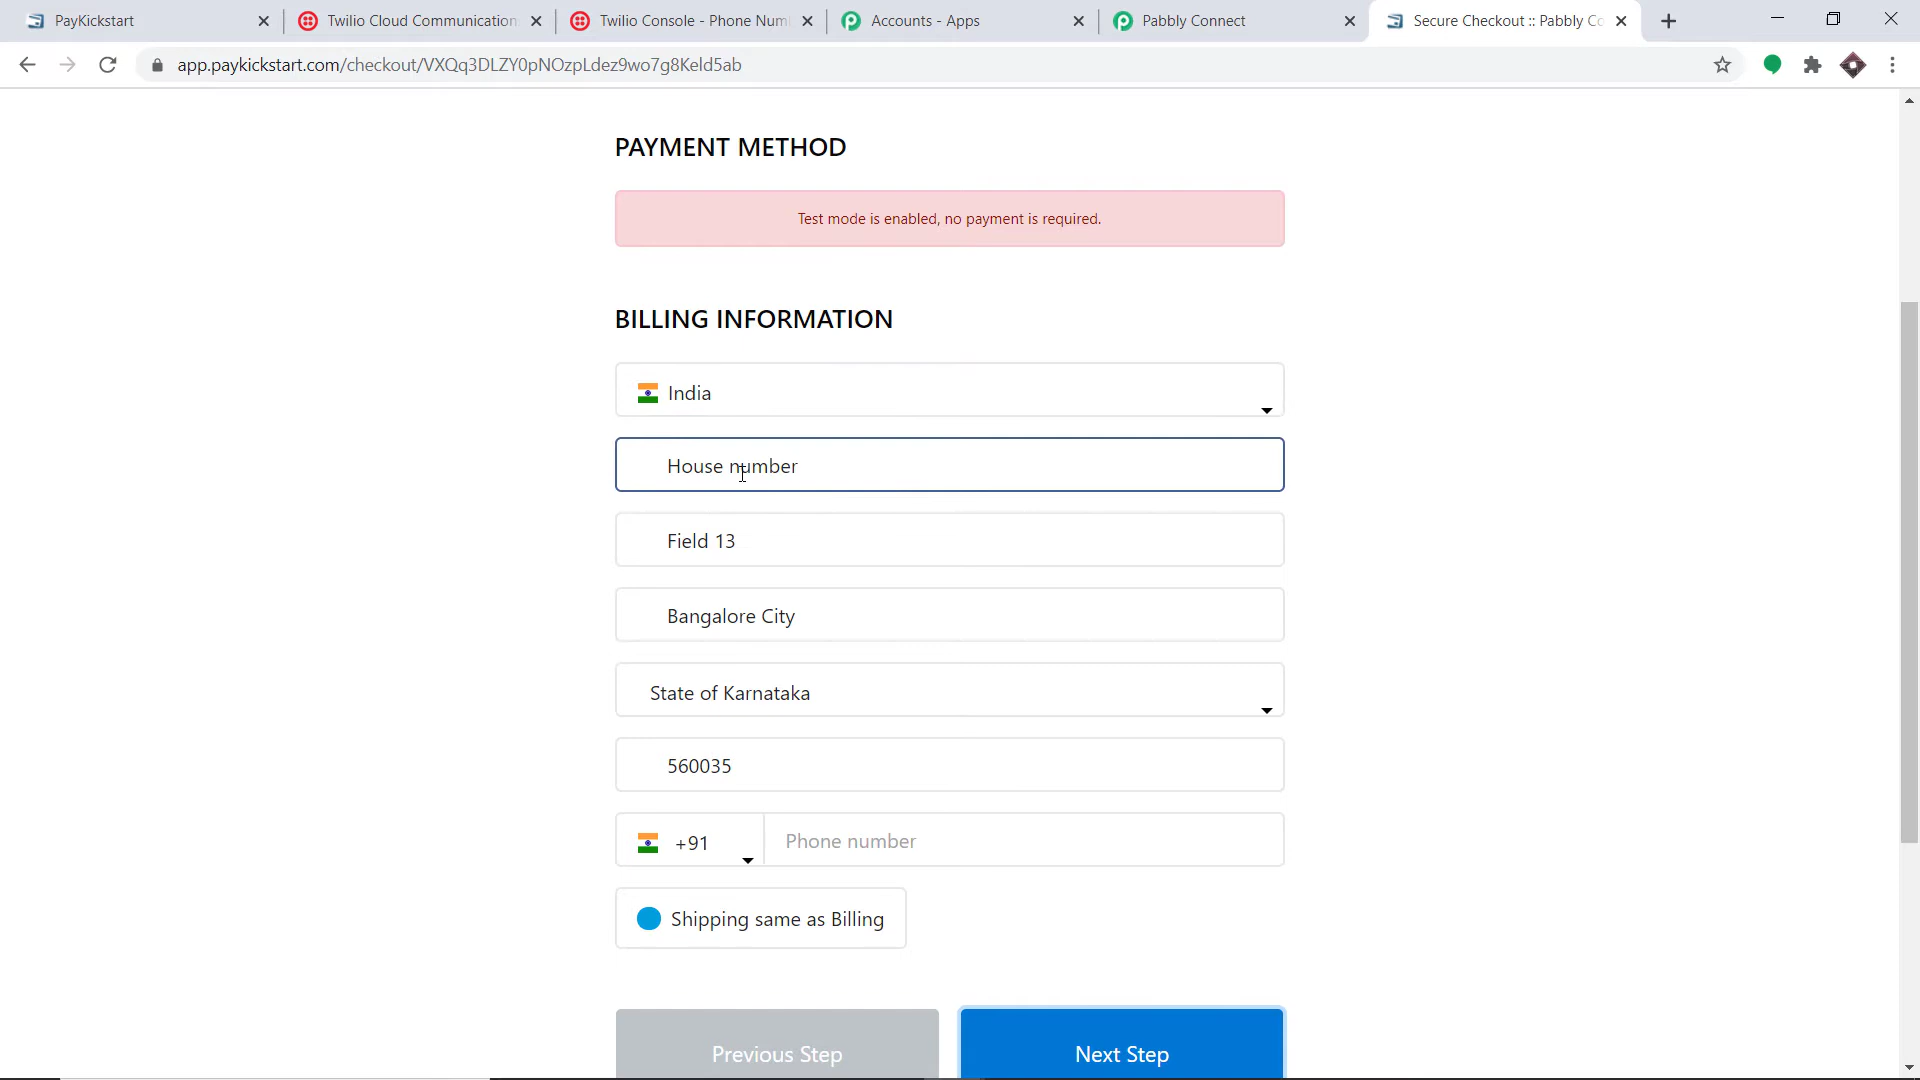 PayKickstart
Twilio Cloud Communication
Twilio Console - Phone Num
Accounts - Apps
Pabbly Connect
Secure Checkout :: Pabbly Co
app.paykickstart.com/checkout/VXQq3DLZY0pNOzpLdez9wo7g8Keld5ab
PAYMENT METHOD
Test mode is enabled, no payment is required.
BILLING INFORMATION
India
House number
Field 13
Bangalore City
State of Karnataka
560035
+91 Phone number
Shipping same as Billing
Previous Step
Next Step